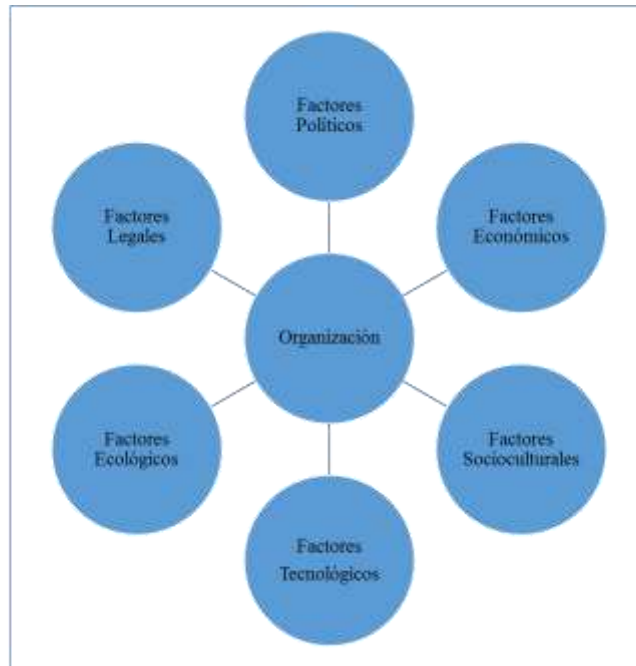 Factores
Políticos
Factores
Legales
Factores
Económicos
Organización
Factores
Ecológicos
Factores
Socioculturales
Factores
Tecnológicos